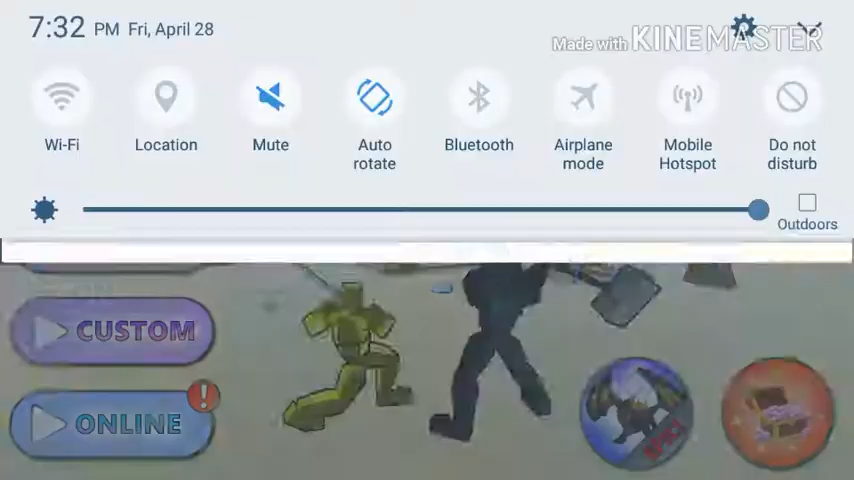 7:32 PM Fri, April 28
Made with KINEMASTER
Wi-Fi
Location
Mute
Auto rotate
Bluetooth
Airplane mode
Mobile Hotspot
Do not disturb
Outdoors
CUSTOM
ONLINE
!
EPIC!